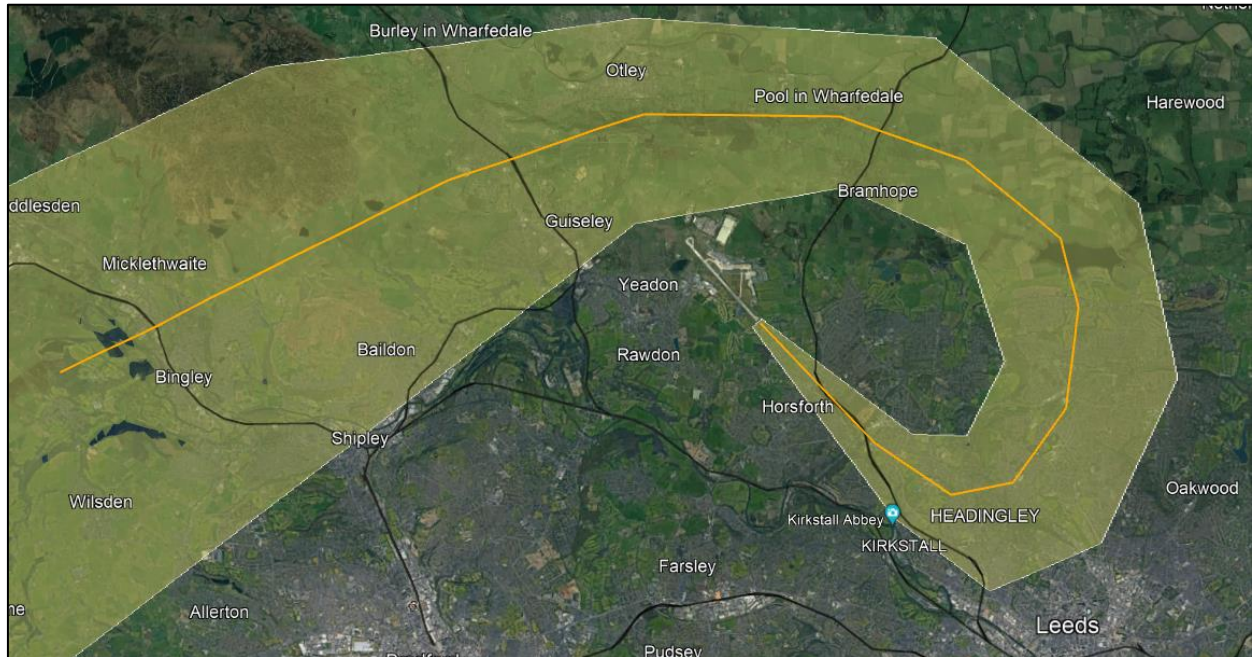 Burley in Wharfedale
Otley
Pool in Wharfedale
Harewood
ddlesden
Bramhope
Guiseley
Micklethwaite
Yeadon
Baildon
Rawdon
Bingley
Horsforth
Shipley
Oakwood
Wilsden
Kirkstall Abbey
HEADINGLEY
KIRKSTALL
Farsley
Allerton
Leeds
Pudsey